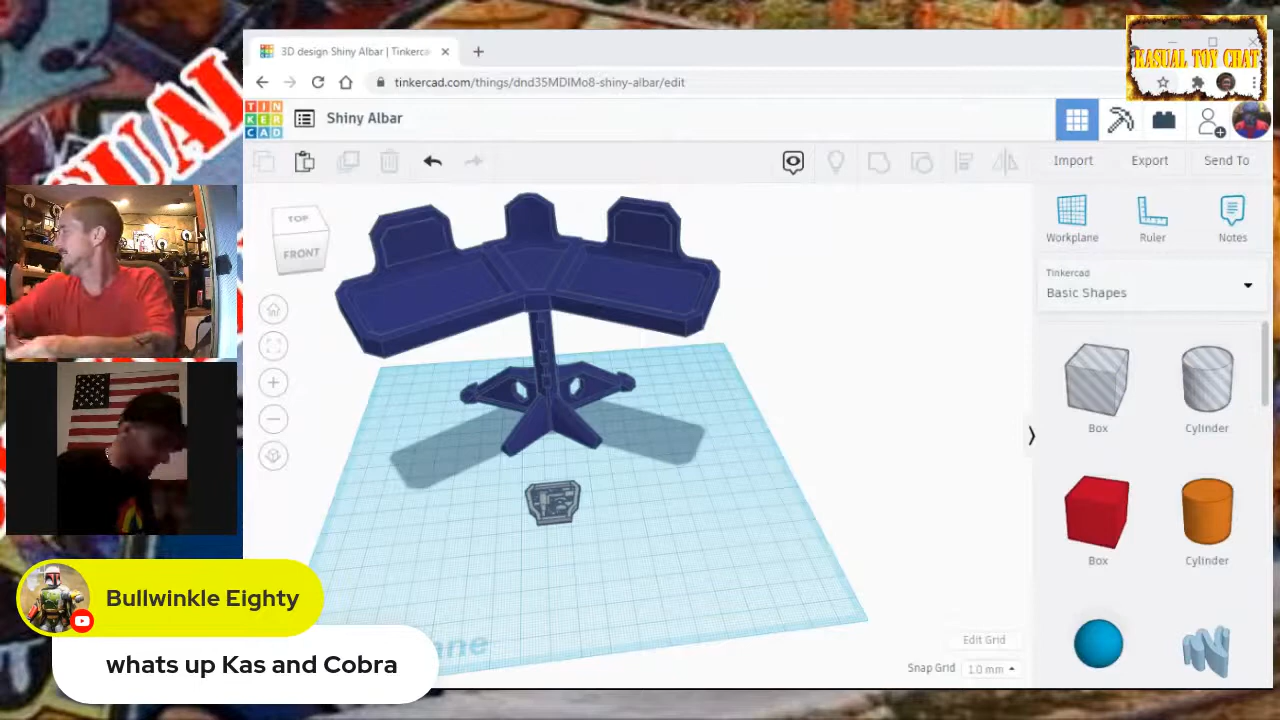 KASUAL TOY CHAT
3D design Shiny Albar | Tinkerca
tinkercad.com/things/dnd35MDIMo8-shiny-albar/edit
TIN
KER
CAD
Shiny Albar
Import
Export
Send To
TOP
FRONT
Workplane
Ruler
Notes
Tinkercad
Basic Shapes
Box
Cylinder
Box
Cylinder
Edit Grid
Snap Grid
1.0 mm
Bullwinkle Eighty
whats up Kas and Cobra